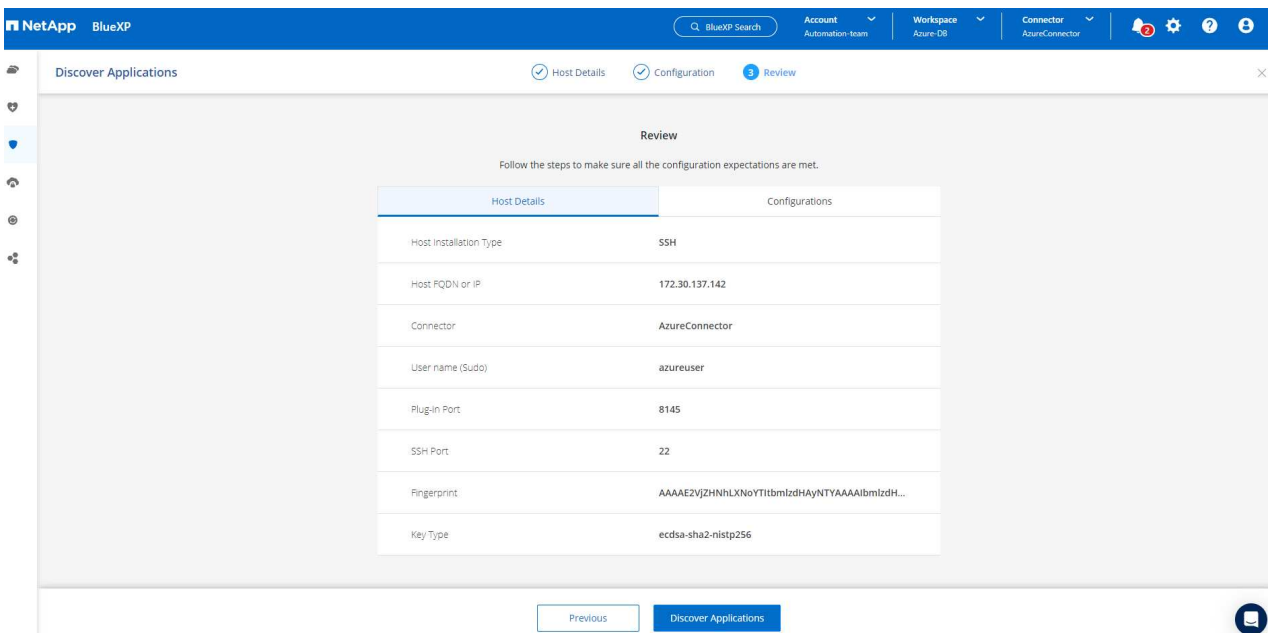 NetApp BlueXP
BlueXP Search
Account
Automation-team
Workspace
Azure-DB
Connector
AzureConnector
2
Discover Applications
Host Details
Configuration
3 Review
Review
Follow the steps to make sure all the configuration expectations are met.
Host Details Configurations
Host Installation Type SSH
Host FQDN or IP 172.30.137.142
Connector AzureConnector
User name (Sudo) azureuser
Plug-in Port 8145
SSH Port 22
Fingerprint AAAAE2VjZHNhLXNoYTItbmlzdHAyNTYAAAAIbmlzdH...
Key Type ecdsa-sha2-nistp256
Previous Discover Applications